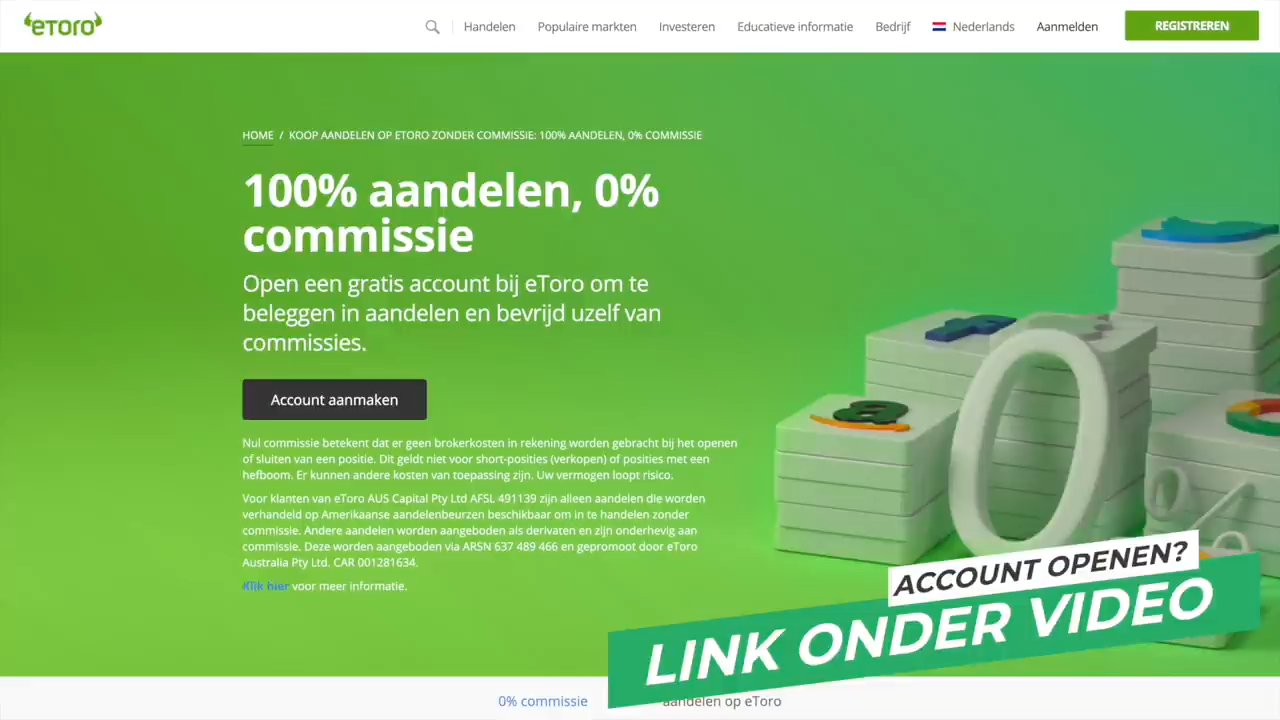 eToro
Handelen
Populaire markten
Investeren
Educatieve informatie
Bedrijf
Nederlands
Aanmelden
REGISTREREN
HOME / KOOP AANDELEN OP ETORO ZONDER COMMISSIE: 100% AANDELEN, 0% COMMISSIE
100% aandelen, 0%
commissie
Open een gratis account bij eToro om te
beleggen in aandelen en bevrijd uzelf van
commissies.
Account aanmaken
Nul commissie betekent dat er geen brokerkosten in rekening worden gebracht bij het openen
of sluiten van een positie. Dit geldt niet voor short-posities (verkopen) of posities met een
hefboom. Er kunnen andere kosten van toepassing zijn. Uw vermogen loopt risico.
Voor klanten van eToro AUS Capital Pty Ltd AFSL 491139 zijn alleen aandelen die worden
verhandeld op Amerikaanse aandelenbeurzen beschikbaar om in te handelen zonder
commissie. Andere aandelen worden aangeboden als derivaten en zijn onderhevig aan
commissie. Deze worden aangeboden via ARSN 637 489 466 en gepromoot door eToro
Australia Pty Ltd. CAR 001281634.
Klik hier voor meer informatie.
0%
ACCOUNT OPENEN?
LINK ONDER VIDEO
0% commissie
aandelen op eToro